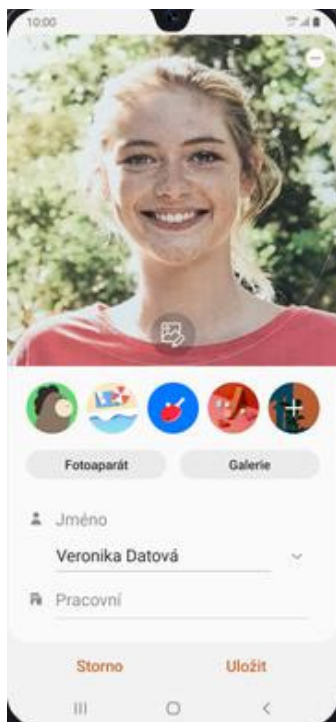 10:00
Fotoaparát
Galerie
Jméno
Veronika Datová
Pracovní
Storno
Uložit